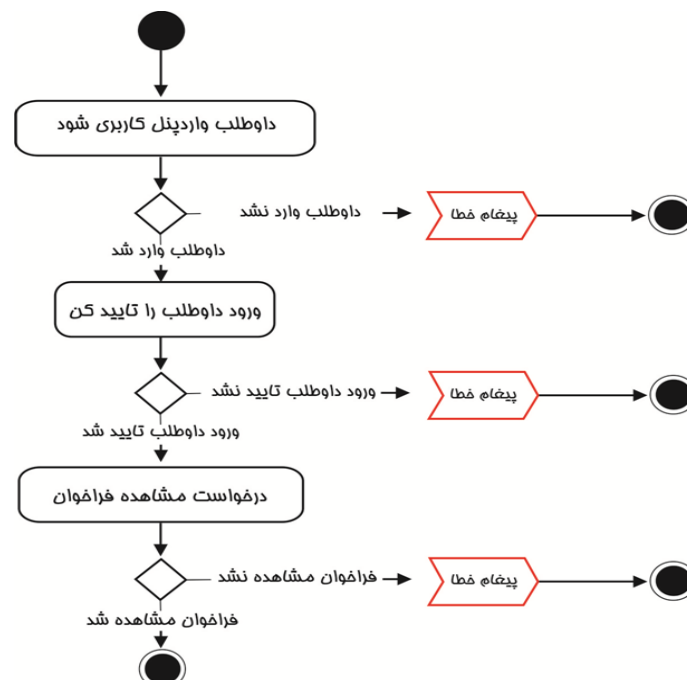 داوطلب واردپنل کاربری شود
داوطلب وارد نشد
پیغام خطا
داوطلب وارد شد
ورود داوطلب را تایید کن
ورود داوطلب تایید نشد
پیغام خطا
ورود داوطلب تایید شد
درخواست مشاهده فراخوان
فراخوان مشاهده نشد
پیغام خطا
فراخوان مشاهده شد